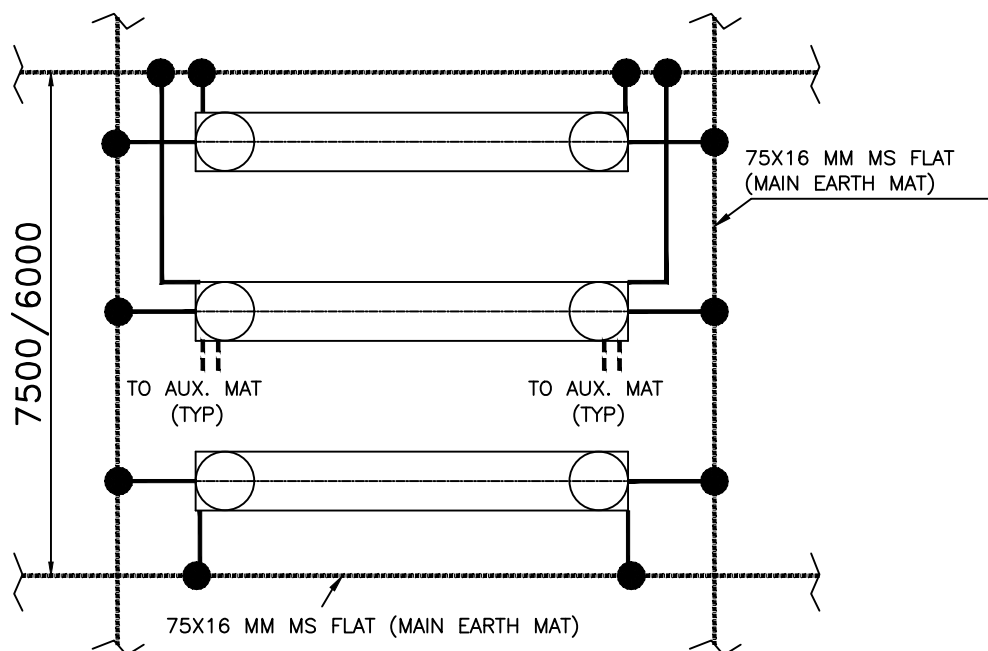 75X16 MM MS FLAT
(MAIN EARTH MAT)
7500/6000
TO AUX. MAT
(TYP)
TO AUX. MAT
(TYP)
75X16 MM MS FLAT (MAIN EARTH MAT)